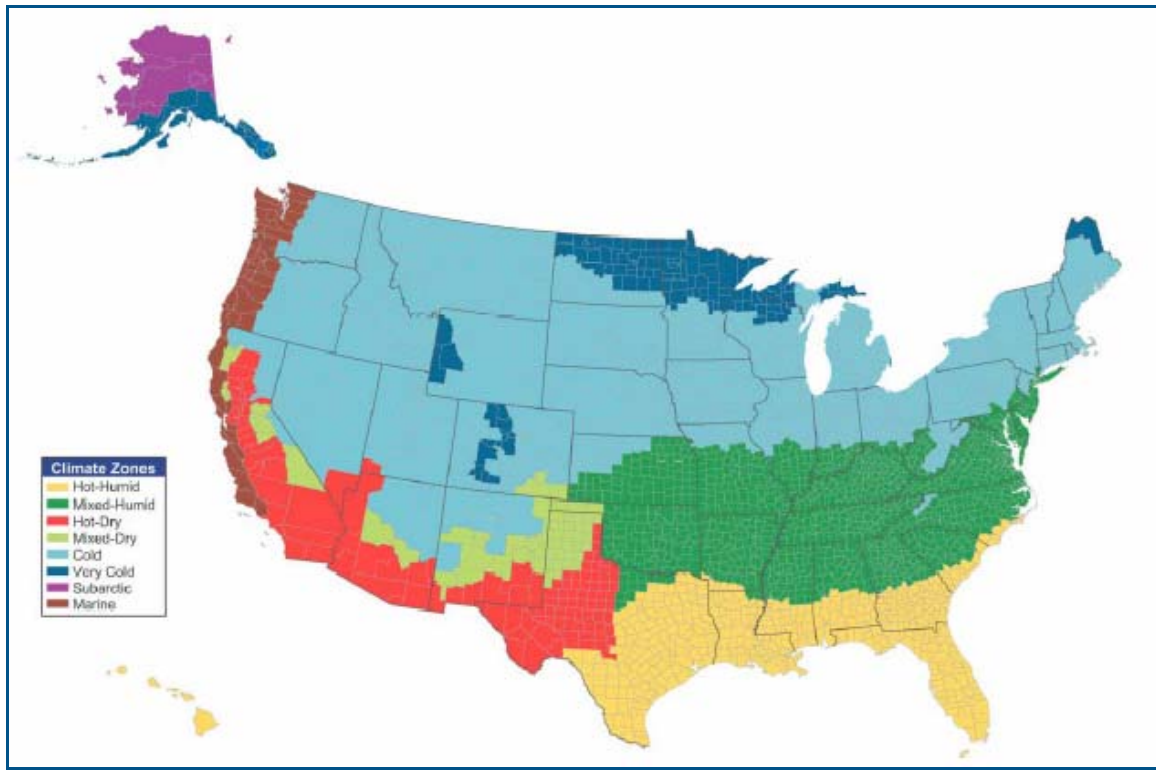 Climate Zones
Hot-Humid
Mixed-Humid
Hot-Dry
Mixed-Dry
Cold
Very Cold
Subarctic
Marine